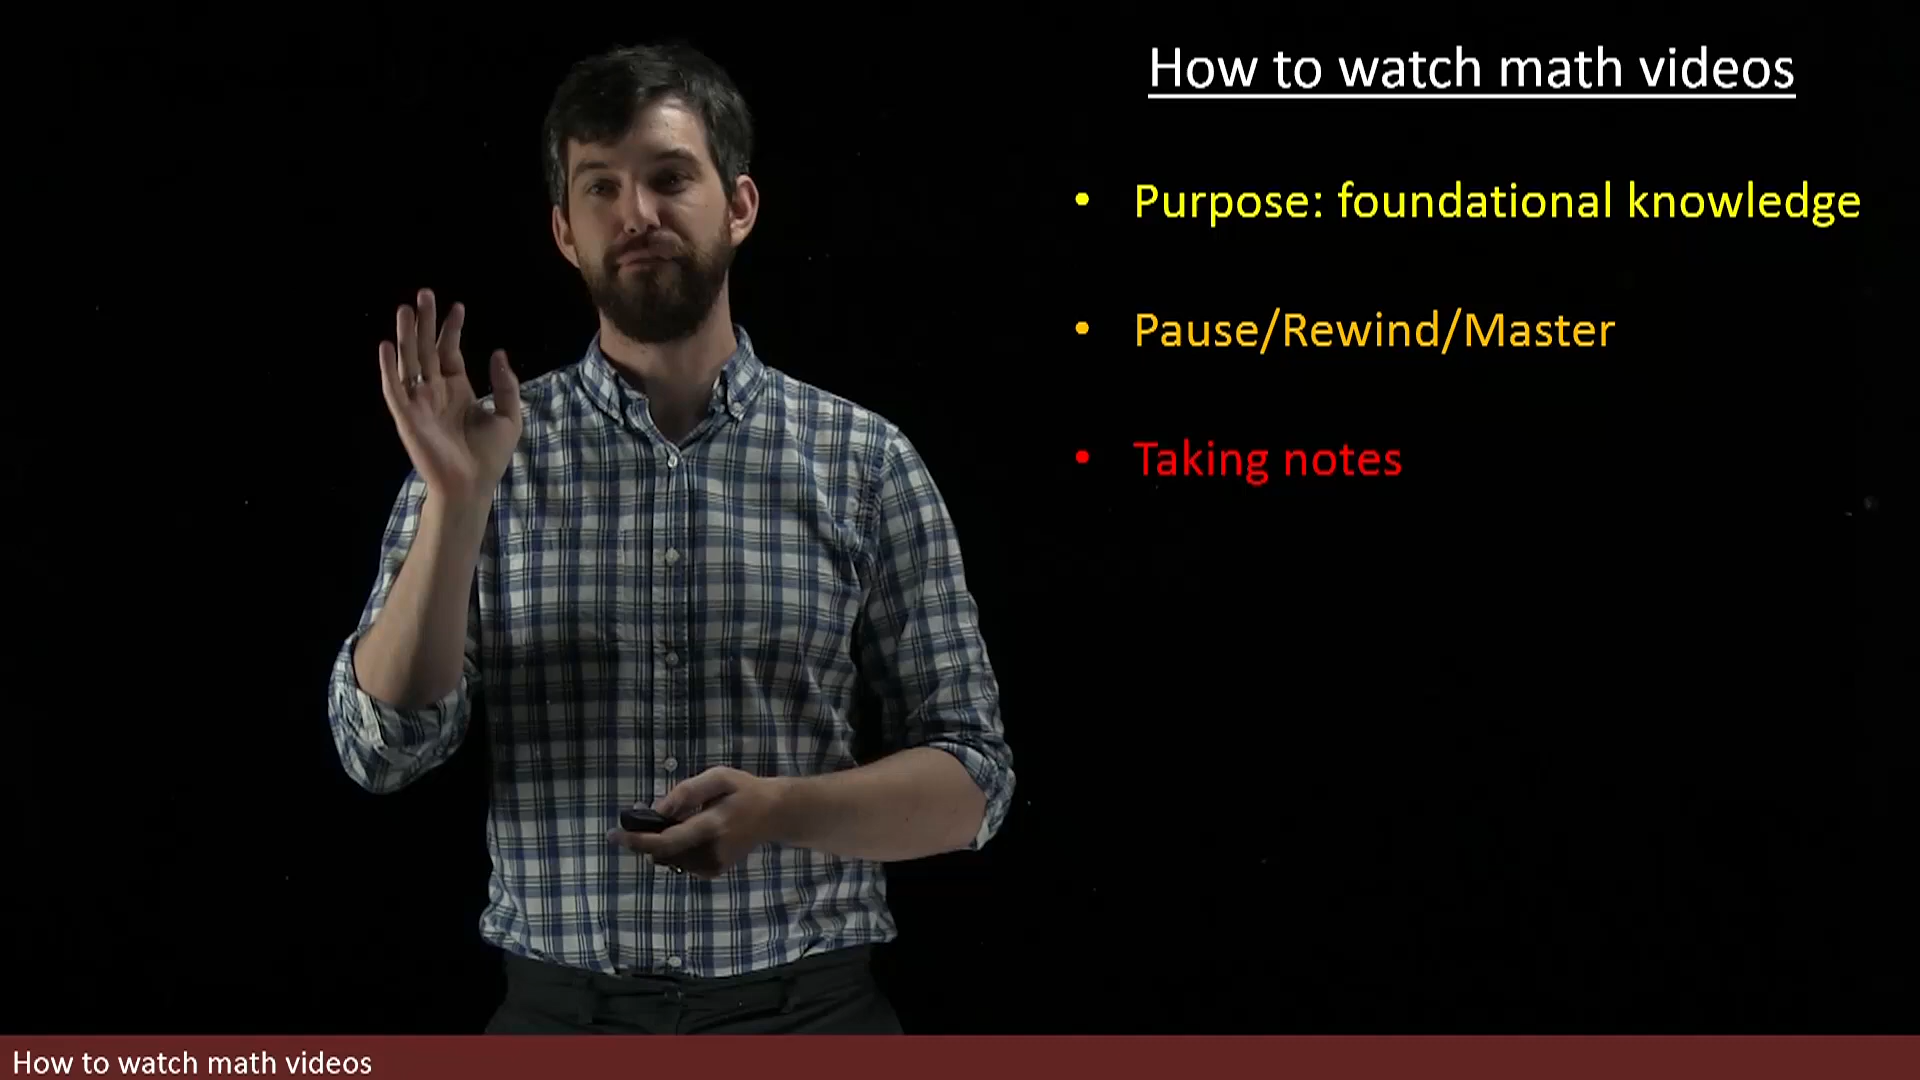 How to watch math videos
• Purpose: foundational knowledge
• Pause/Rewind/Master
• Taking notes
How to watch math videos